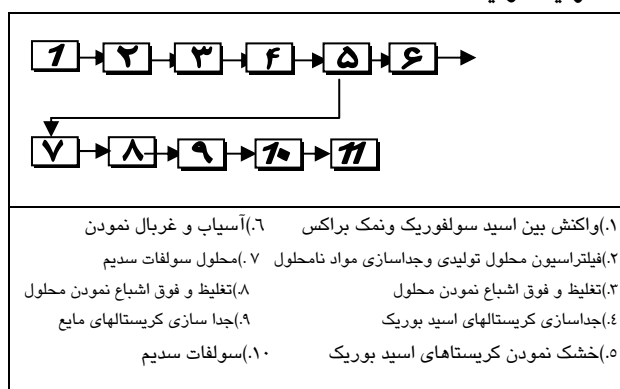 ۱ ۲ ۳ ۴ ۵ ۶
۷ ۸ ۹ ۱۰ ۱۱
۱.)واکنش بین اسید سولفوریک ونمک براکس ۶.)آسیاب و غربال نمودن
۲.)فیلتراسیون محلول تولیدی وجداسازی مواد نامحلول ۷.)محلول سولفات سدیم
۳.)تغلیظ و فوق اشباع نمودن محلول ۸.)تغلیظ و فوق اشباع نمودن محلول
٤.)جداسازی کریستالهای اسید بوریک ۹.)جدا سازی کریستالهای مایع
۵.)خشک نمودن کریستاهای اسید بوریک ۱۰.)سولفات سدیم